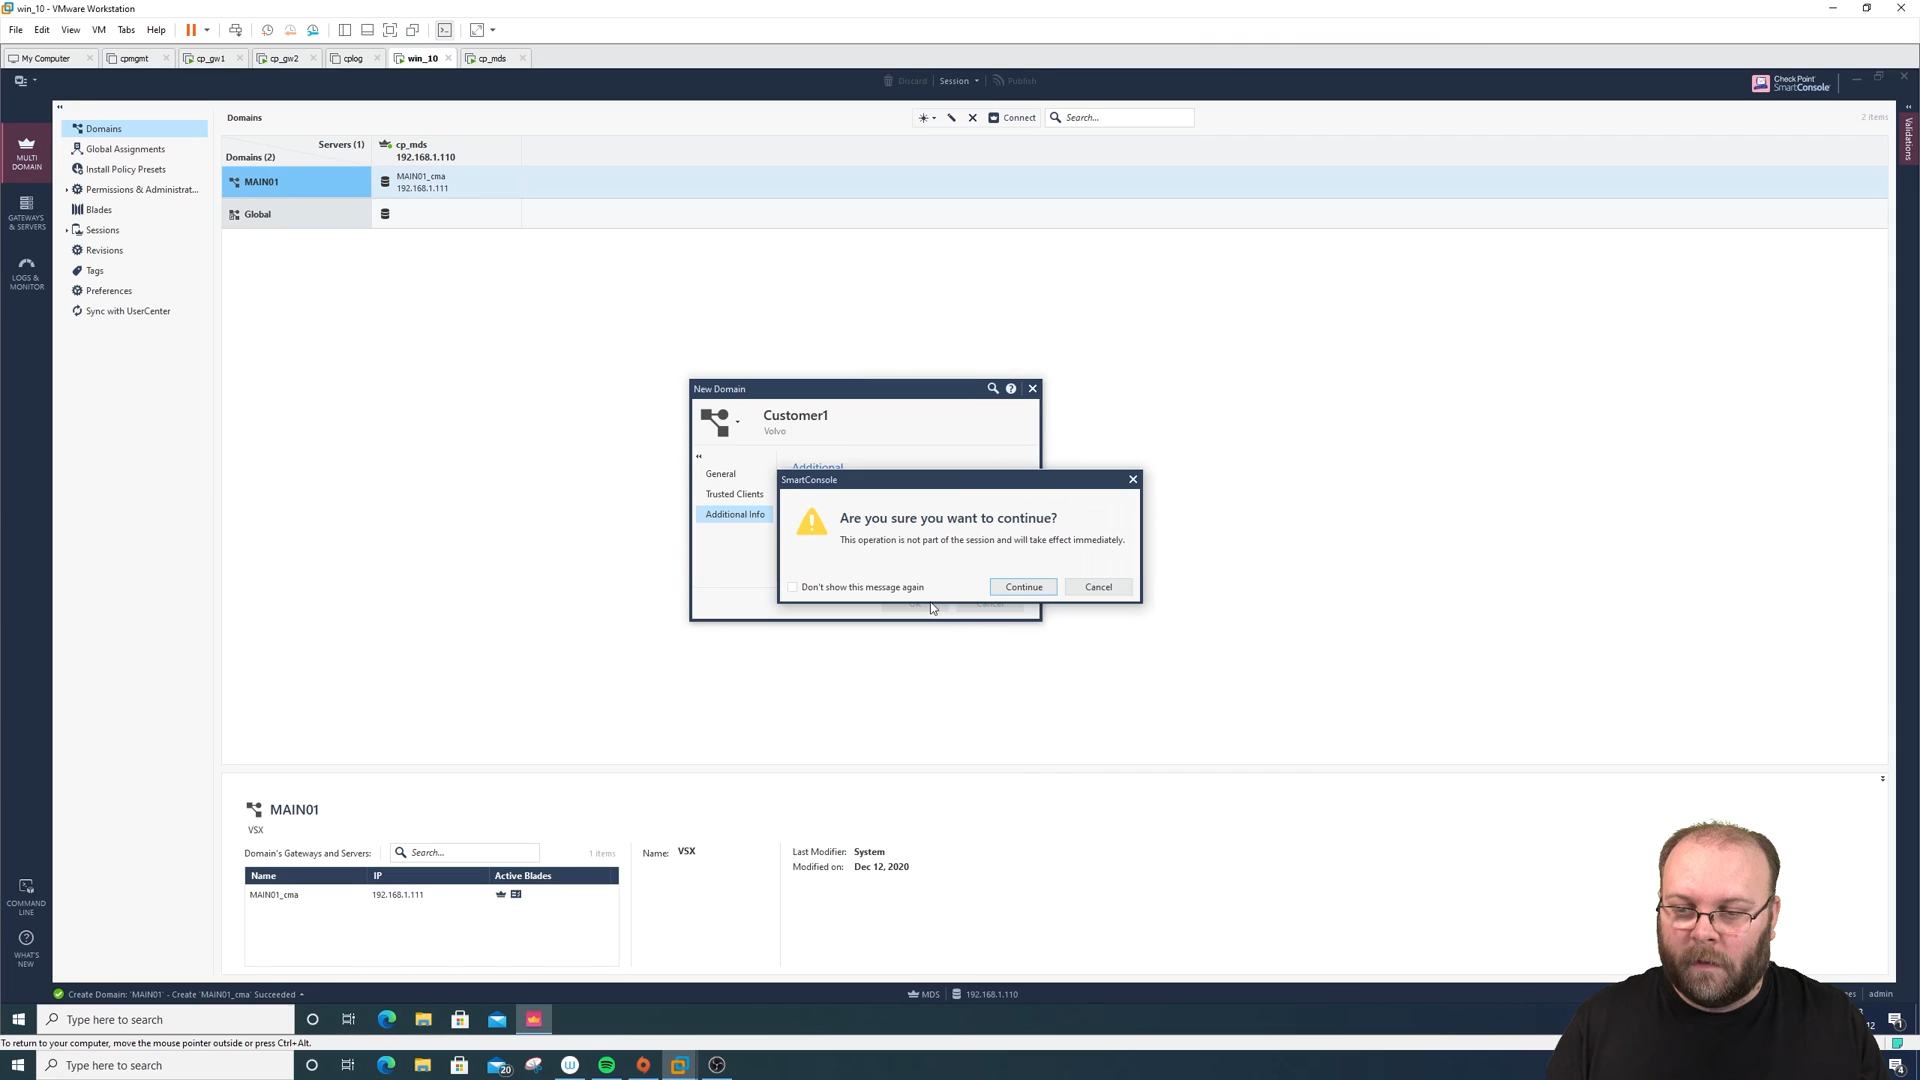 win_10 - VMware Workstation
File Edit View VM Tabs Help
My Computer cpmgmt cp_gw1 cp_gw2 cplog win_10 cp_mds
Discard Session Publish
Check Point
SmartConsole
Domains
Connect
Search...
2 items
Validations
MULTI
DOMAIN
GATEWAYS
& SERVERS
LOGS &
MONITOR
COMMAND
LINE
WHAT'S
NEW
Domains
Global Assignments
Install Policy Presets
Permissions & Administrat...
Blades
Sessions
Revisions
Tags
Preferences
Sync with UserCenter
Servers (1)
Domains (2)
cp_mds
192.168.1.110
MAIN01
MAIN01_cma
192.168.1.111
Global
New Domain
Customer1
Volvo
General
Trusted Clients
Additional Info
Additional
SmartConsole
Are you sure you want to continue?
This operation is not part of the session and will take effect immediately.
Don't show this message again
Continue
Cancel
OK
Cancel
MAIN01
VSX
Domain's Gateways and Servers:
Search...
1 items
Name IP Active Blades
MAIN01_cma 192.168.1.111
Name: VSX
Last Modifier: System
Modified on: Dec 12, 2020
Create Domain: 'MAIN01' - Create 'MAIN01_cma' Succeeded
MDS 192.168.1.110
admin
Type here to search
12
1
To return to your computer, move the mouse pointer outside or press Ctrl+Alt.
Type here to search
20
4